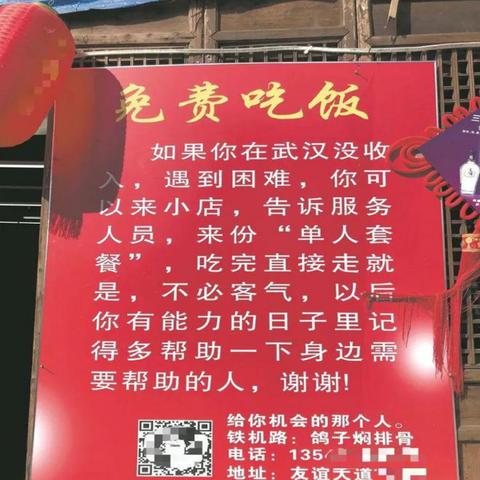 免费吃饭
如果你在武汉没收
入，遇到困难，你可
以来小店，告诉服务
人员，来份“单人套
餐”，吃完直接走就
是，不必客气，以后
你有能力的日子里记
得多帮助一下身边需
要帮助的人，谢谢!
给你机会的那个人。
铁机路：鸽子焖排骨
电话：135
地址：友谊大道